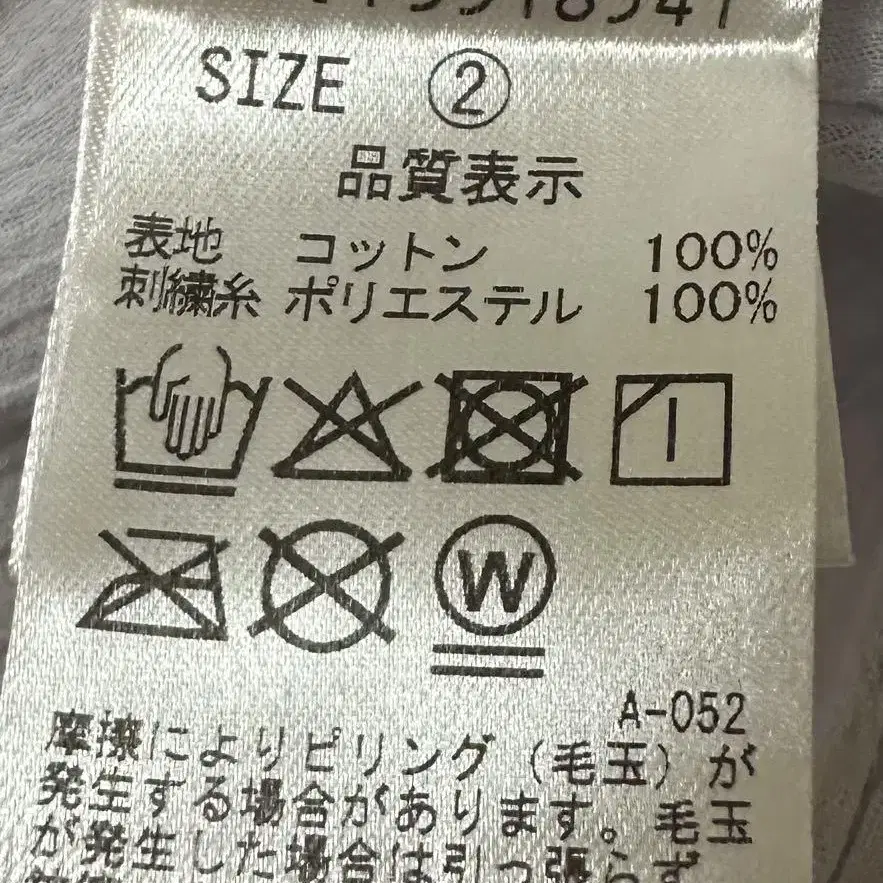 SIZE ②
品質表示
表地 コットン 100%
刺繍糸 ポリエステル 100%
W
A-052
摩擦によりピリング(毛玉)が
発生する場合があります。毛玉
が発生した場合は引っ張らず